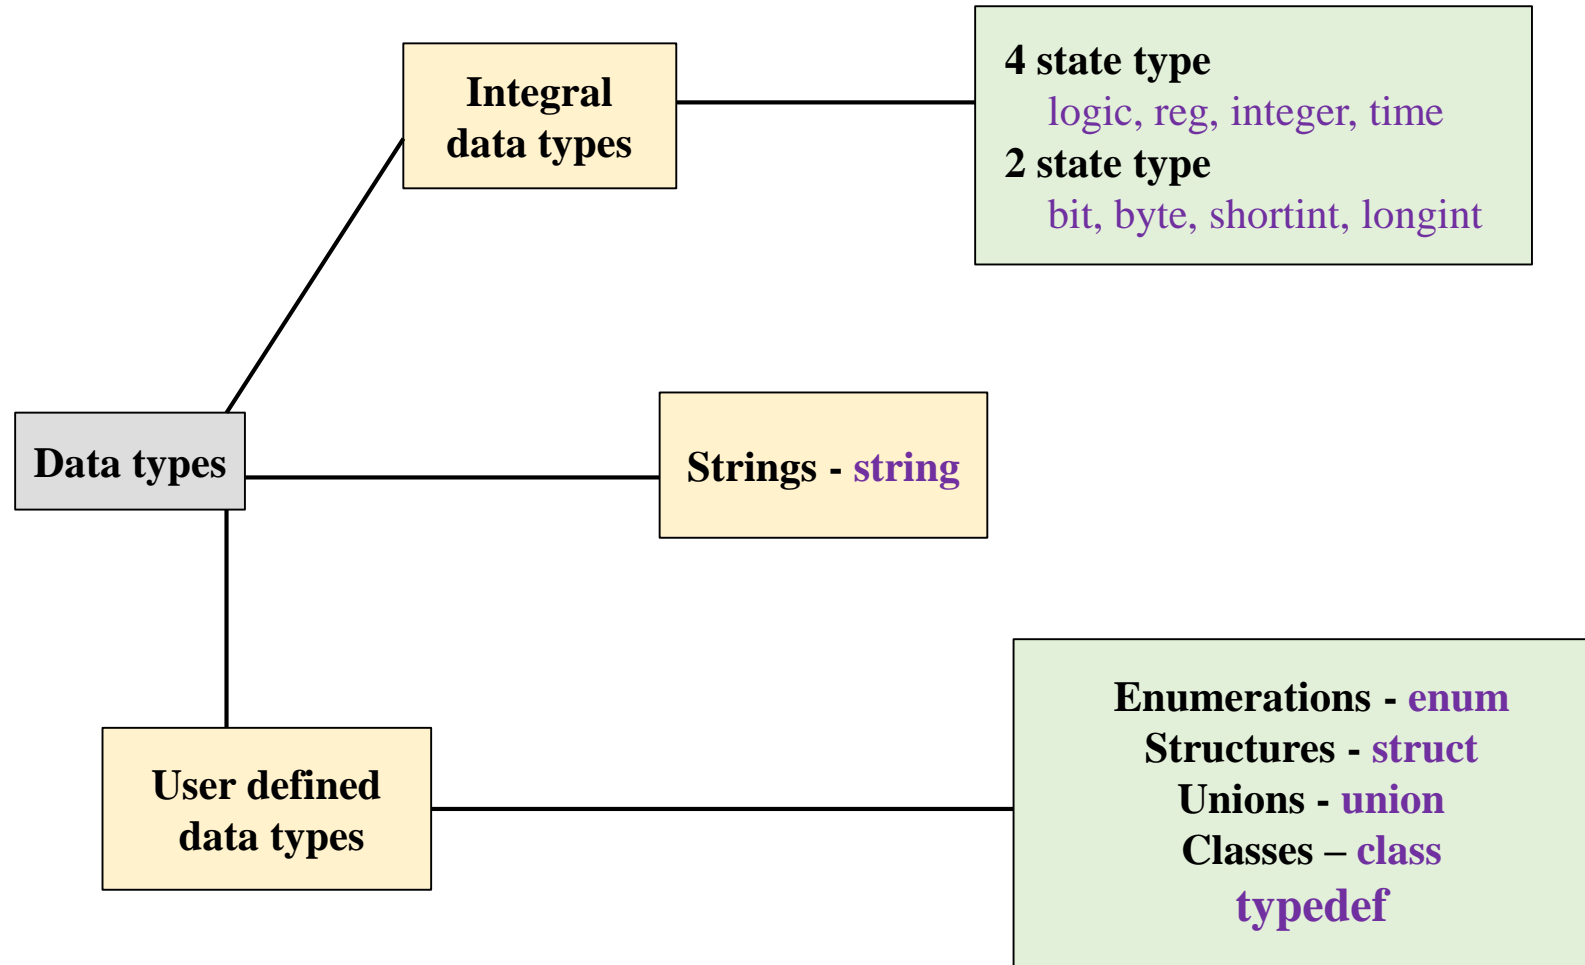 Integral
data types
4 state type
logic, reg, integer, time
2 state type
bit, byte, shortint, longint
Data types
Strings - string
User defined
data types
Enumerations - enum
Structures - struct
Unions - union
Classes – class
typedef